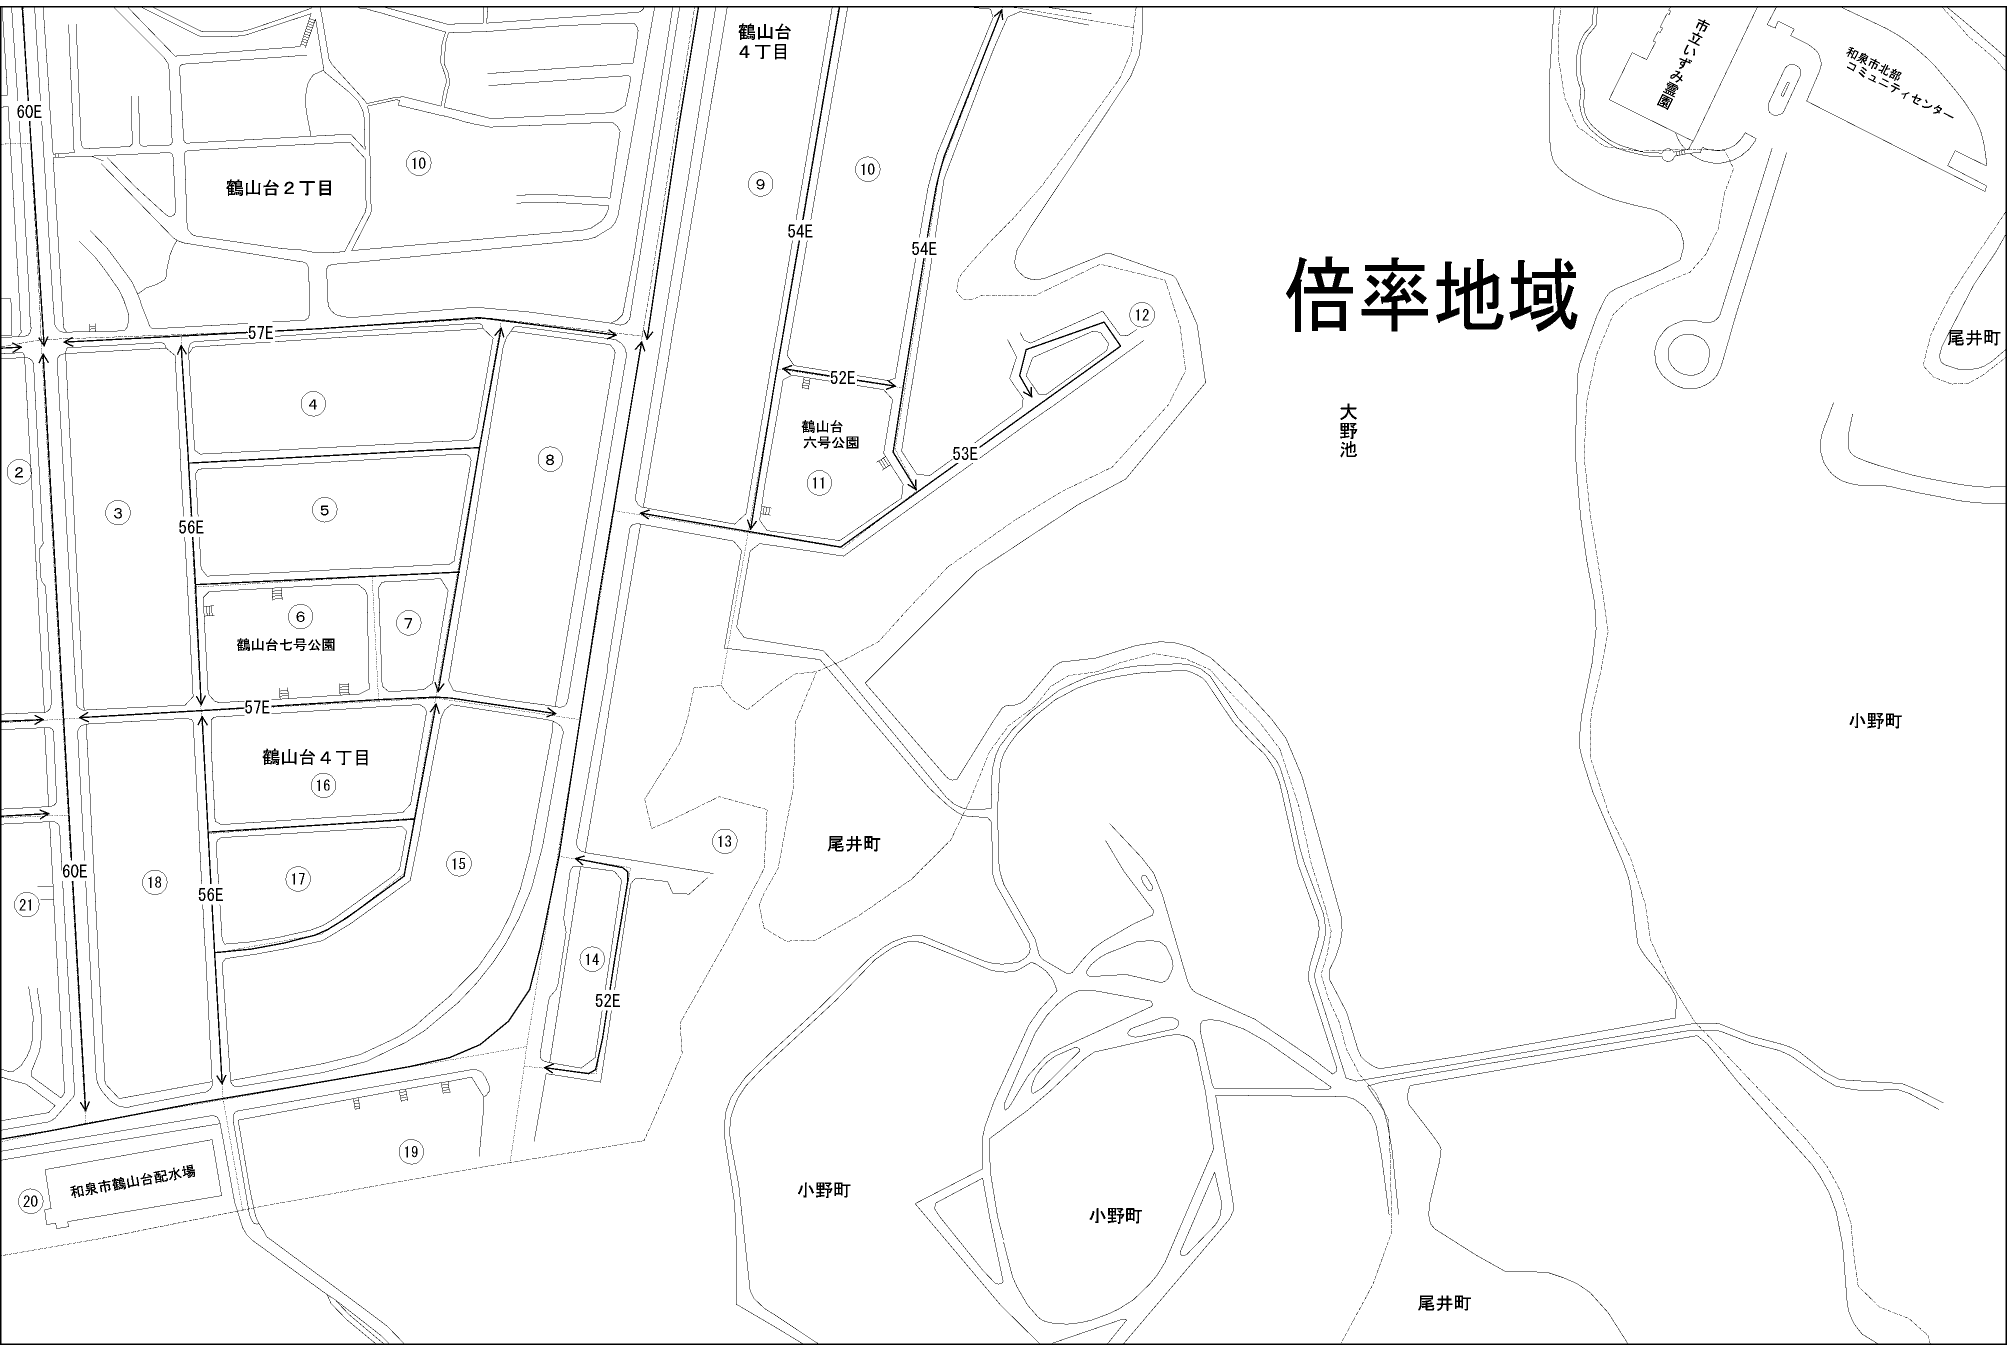 鶴山台
４丁目
市立いずみ霊園
和泉市北部
コミュニティセンター
60E
10
鶴山台２丁目
9
10
54E
54E
倍率地域
12
57E
尾井町
52E
4
大野池
鶴山台
六号公園
53E
8
2
11
3
5
56E
6
7
鶴山台七号公園
57E
小野町
鶴山台４丁目
16
13
尾井町
60E
15
18
17
56E
21
14
52E
19
和泉市鶴山台配水場
20
小野町
小野町
尾井町